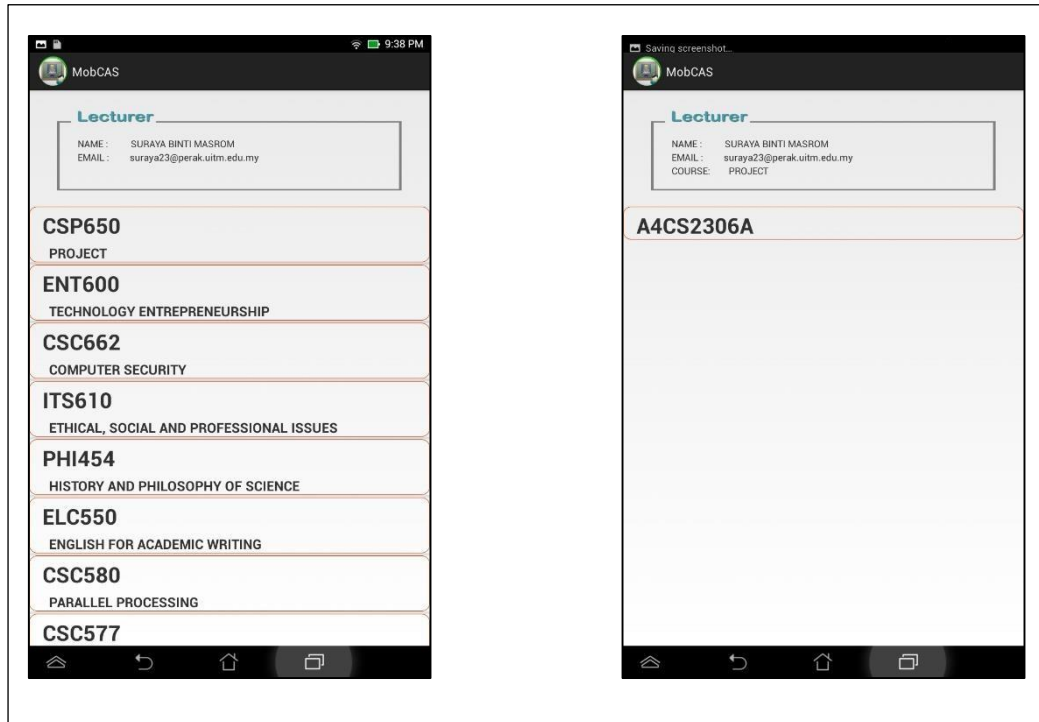 9:38 PM
MobCAS
Lecturer
NAME : SURAYA BINTI MASROM
EMAIL : suraya23@perak.uitm.edu.my
CSP650
PROJECT
ENT600
TECHNOLOGY ENTREPRENEURSHIP
CSC662
COMPUTER SECURITY
ITS610
ETHICAL, SOCIAL AND PROFESSIONAL ISSUES
PHI454
HISTORY AND PHILOSOPHY OF SCIENCE
ELC550
ENGLISH FOR ACADEMIC WRITING
CSC580
PARALLEL PROCESSING
CSC577
Saving screenshot...
MobCAS
Lecturer
NAME : SURAYA BINTI MASROM
EMAIL : suraya23@perak.uitm.edu.my
COURSE: PROJECT
A4CS2306A